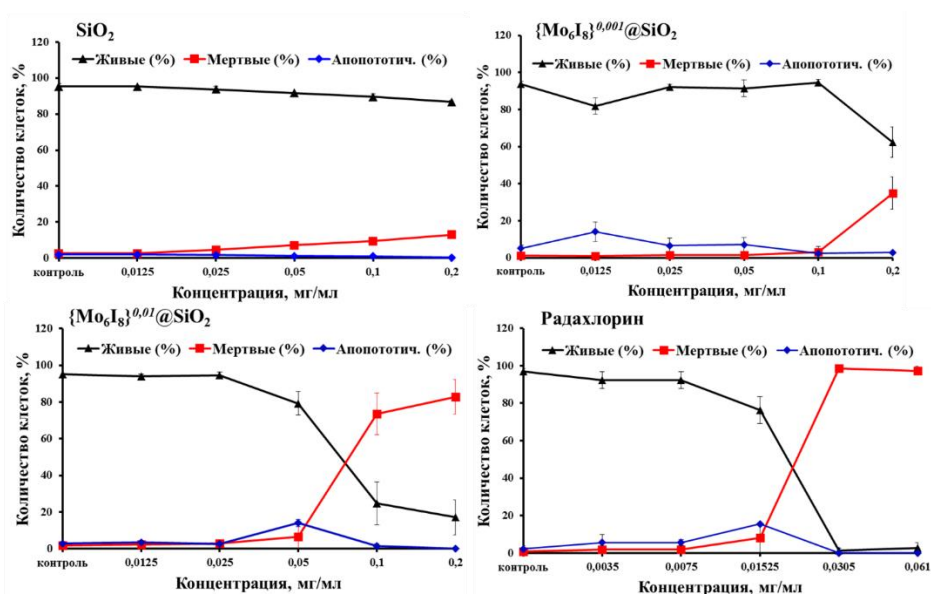 SiO2
120
100
80
60
40
20
0
Количество клеток, %
Живые (%) Мертвые (%) Апопототич. (%)
контроль 0,0125 0,025 0,05 0,1 0,2
Концентрация, мг/мл
{Mo6I8}0,001@SiO2
120
100
80
60
40
20
0
Количество клеток, %
Живые (%) Мертвые (%) Апопототич. (%)
контроль 0,0125 0,025 0,05 0,1 0,2
Концентрация, мг/мл
{Mo6I8}0,01@SiO2
120
100
80
60
40
20
0
Количество клеток, %
Живые (%) Мертвые (%) Апопототич. (%)
контроль 0,0125 0,025 0,05 0,1 0,2
Концентрация, мг/мл
Радахлорин
120
100
80
60
40
20
0
Количество клеток, %
Живые (%) Мертвые (%) Апопототич. (%)
контроль 0,0035 0,0075 0,01525 0,0305 0,061
Концентрация, мг/мл